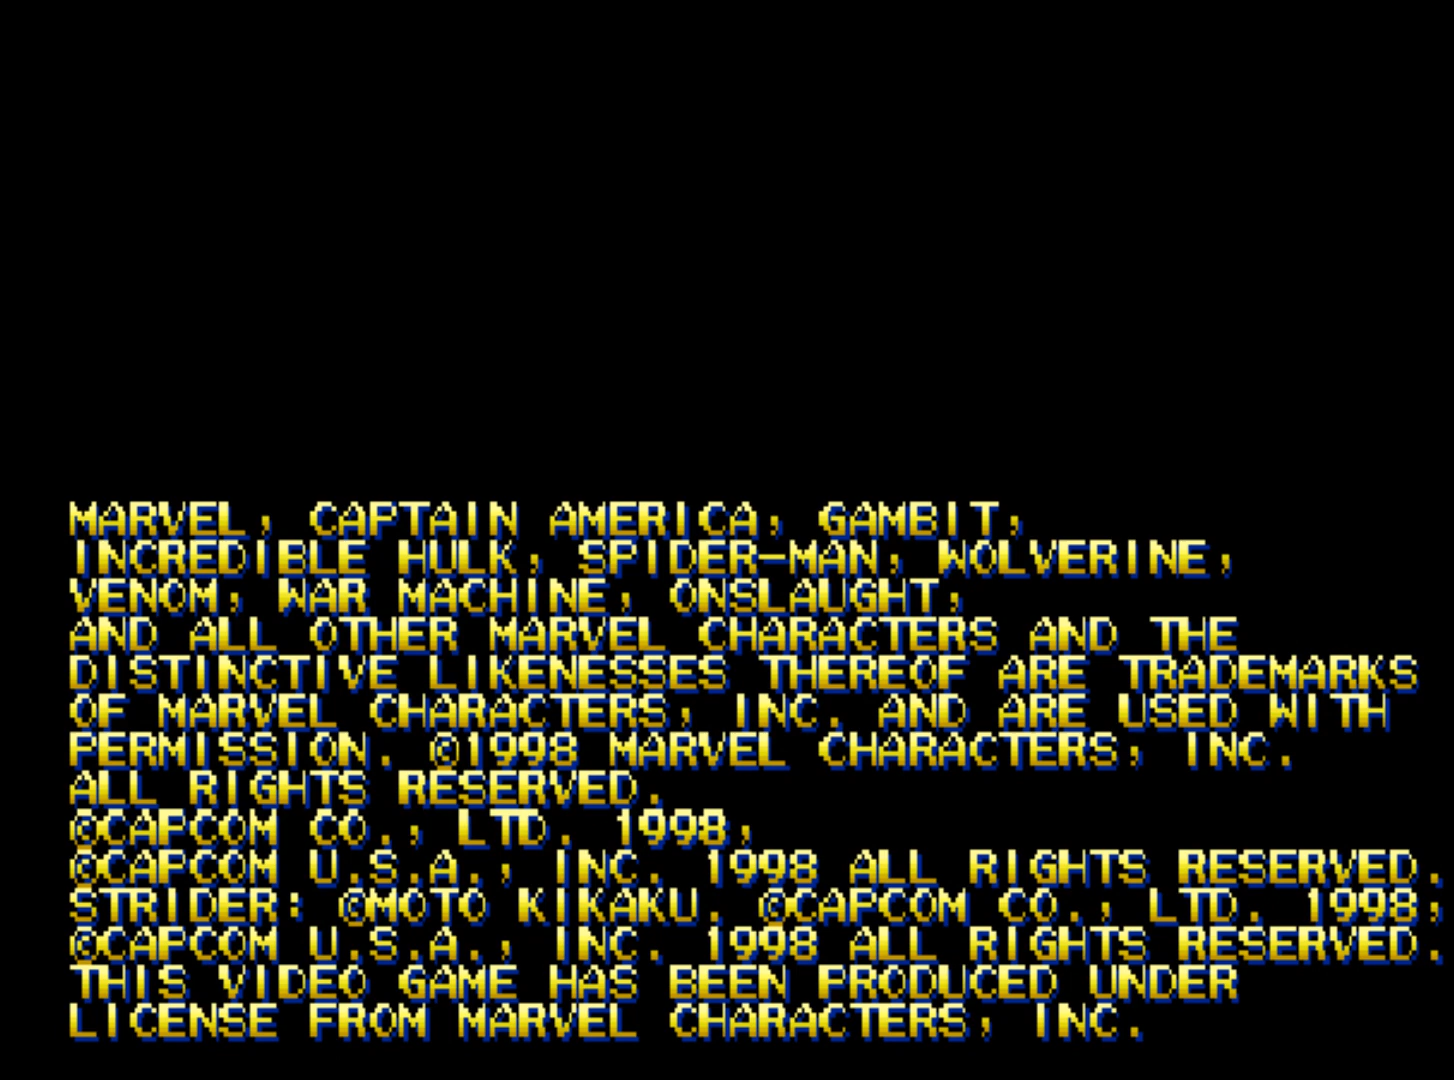 MARVEL, CAPTAIN AMERICA, GAMBIT,
INCREDIBLE HULK, SPIDER-MAN, WOLVERINE,
VENOM, WAR MACHINE, ONSLAUGHT,
AND ALL OTHER MARVEL CHARACTERS AND THE
DISTINCTIVE LIKENESSES THEREOF ARE TRADEMARKS
OF MARVEL CHARACTERS, INC. AND ARE USED WITH
PERMISSION. ©1998 MARVEL CHARACTERS, INC.
ALL RIGHTS RESERVED.
©CAPCOM CO., LTD. 1998,
©CAPCOM U.S.A., INC. 1998 ALL RIGHTS RESERVED.
STRIDER: ©MOTO KIKAKU. ©CAPCOM CO., LTD. 1998,
©CAPCOM U.S.A., INC. 1998 ALL RIGHTS RESERVED.
THIS VIDEO GAME HAS BEEN PRODUCED UNDER
LICENSE FROM MARVEL CHARACTERS, INC.